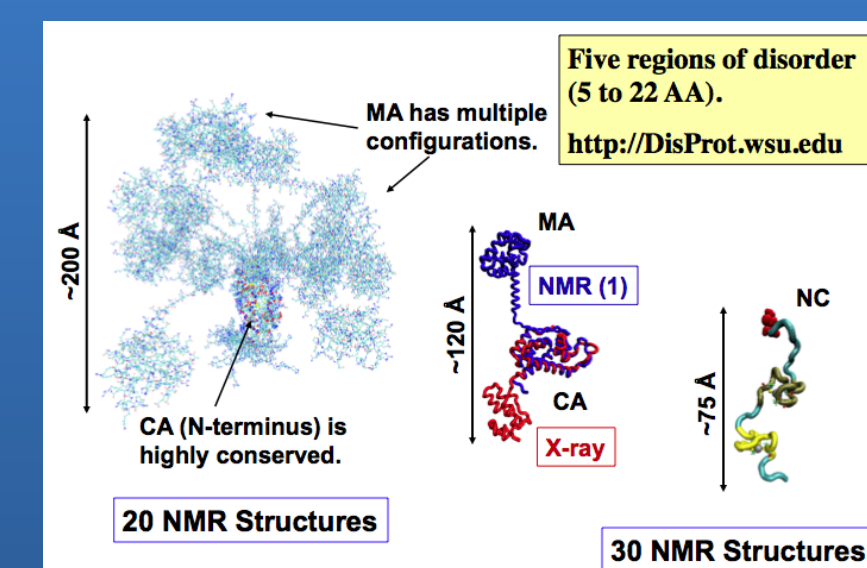 Five regions of disorder
(5 to 22 AA).
http://DisProt.wsu.edu
MA has multiple
configurations.
~200 Å
CA (N-terminus) is
highly conserved.
20 NMR Structures
MA
NMR (1)
~120 Å
CA
X-ray
NC
~75 Å
30 NMR Structures